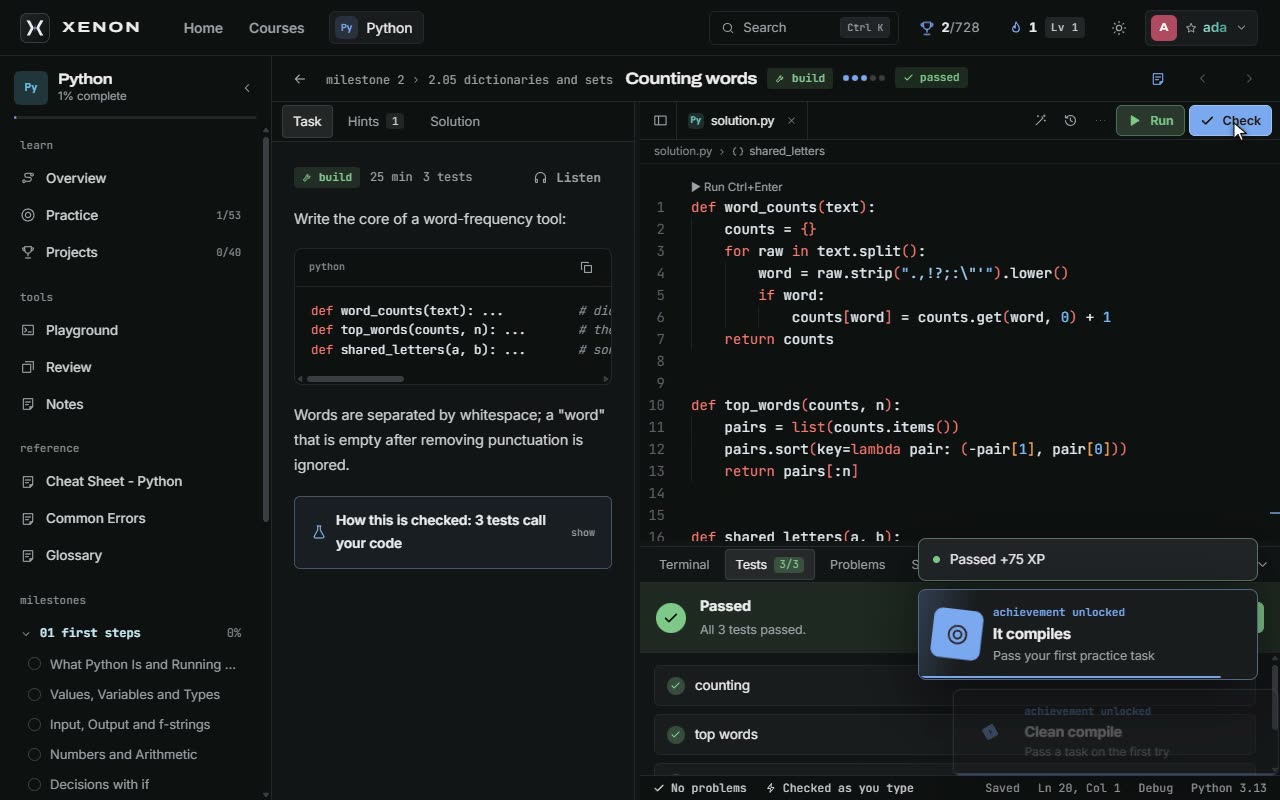 XENON
Home
Courses
Py Python
Search
Ctrl K
2/728
1
Lv 1
A
ada
Py
Python
1% complete
learn
Overview
Practice
1/53
Projects
0/40
tools
Playground
Review
Notes
reference
Cheat Sheet - Python
Common Errors
Glossary
milestones
01 first steps
0%
What Python Is and Running ...
Values, Variables and Types
Input, Output and f-strings
Numbers and Arithmetic
Decisions with if
milestone 2 › 2.05 dictionaries and sets
Counting words
build
passed
Task
Hints 1
Solution
build
25 min
3 tests
Listen
Write the core of a word-frequency tool:
python
def word_counts(text): ... # dic
def top_words(counts, n): ... # the
def shared_letters(a, b): ... # sor
Words are separated by whitespace; a "word"
that is empty after removing punctuation is
ignored.
How this is checked: 3 tests call
your code
show
Py solution.py
Run
Check
solution.py › shared_letters
Run Ctrl+Enter
1 def word_counts(text):
2 counts = {}
3 for raw in text.split():
4 word = raw.strip(".,!?;:\"'").lower()
5 if word:
6 counts[word] = counts.get(word, 0) + 1
7 return counts
8
9
10 def top_words(counts, n):
11 pairs = list(counts.items())
12 pairs.sort(key=lambda pair: (-pair[1], pair[0]))
13 return pairs[:n]
14
15
16 def shared_letters(a, b):
Terminal
Tests 3/3
Problems
S
Passed
All 3 tests passed.
counting
top words
Passed +75 XP
achievement unlocked
It compiles
Pass your first practice task
achievement unlocked
Clean compile
Pass a task on the first try
No problems
Checked as you type
Saved
Ln 20, Col 1
Debug
Python 3.13